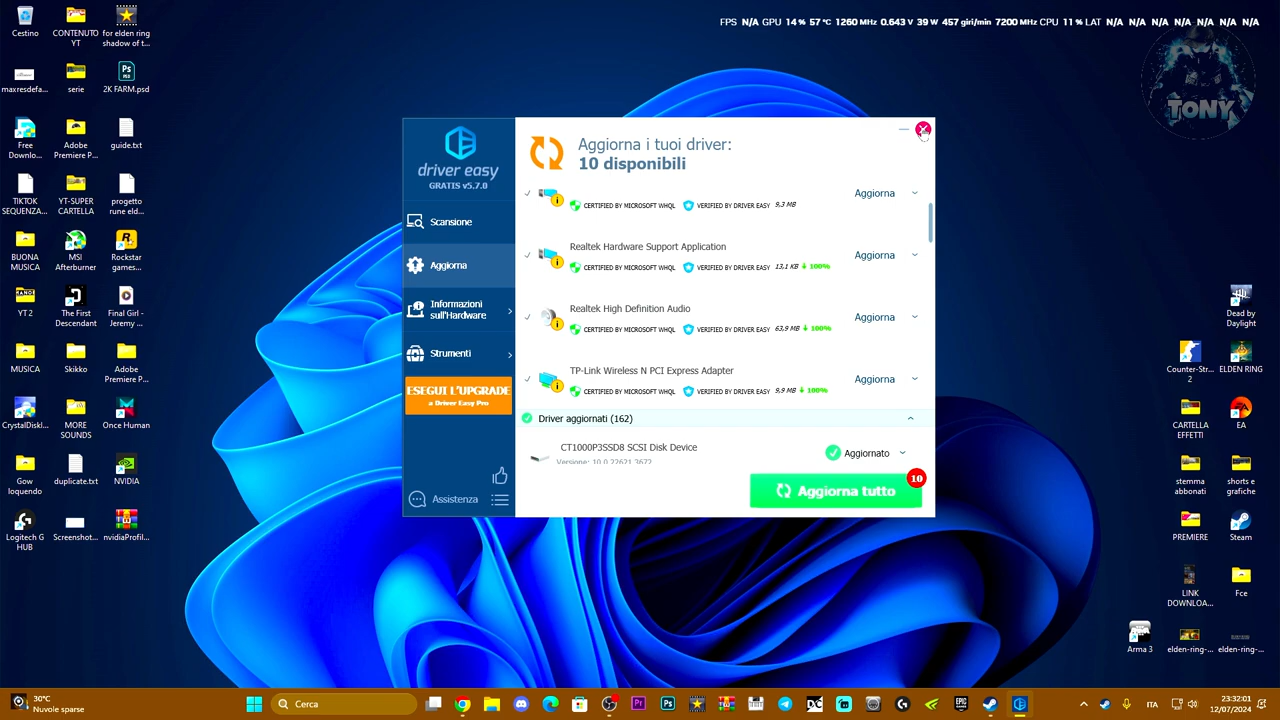 FPS N/A GPU 14 % 57 °C 1260 MHz 0.643 V 39 W 457 giri/min 7200 MHz CPU 11 % LAT N/A N/A N/A N/A N/A N/A N/A
TONY
Cestino
CONTENUTO YT
for elden ring shadow of t...
maxresdefa...
serie
2K FARM.psd
Free Downlo...
Adobe Premiere P...
guide.txt
TIKTOK SEQUENZA...
YT-SUPER CARTELLA
progetto rune eld...
BUONA MUSICA
MSI Afterburner
Rockstar games...
YT 2
The First Descendant
Final Girl - Jeremy ...
MUSICA
Skikko
Adobe Premiere P...
CrystalDiskI...
MORE SOUNDS
Once Human
Gow loquendo
duplicate.txt
NVIDIA
Logitech G HUB
Screenshot...
nvidiaProfil...
driver easy
GRATIS v5.7.0
Scansione
Aggiorna
Informazioni
sull'Hardware
Strumenti
ESEGUI L'UPGRADE
a Driver Easy Pro
Assistenza
Aggiorna i tuoi driver:
10 disponibili
Aggiorna
CERTIFIED BY MICROSOFT WHQL VERIFIED BY DRIVER EASY 9,3 MB
Realtek Hardware Support Application
Aggiorna
CERTIFIED BY MICROSOFT WHQL VERIFIED BY DRIVER EASY 13,1 KB 100%
Realtek High Definition Audio
Aggiorna
CERTIFIED BY MICROSOFT WHQL VERIFIED BY DRIVER EASY 63,9 MB 100%
TP-Link Wireless N PCI Express Adapter
Aggiorna
CERTIFIED BY MICROSOFT WHQL VERIFIED BY DRIVER EASY 9,9 MB 100%
Driver aggiornati (162)
CT1000P3SSD8 SCSI Disk Device
Aggiornato
Versione: 10.0.22621.3672
Aggiorna tutto
10
Dead by Daylight
Counter-Str... 2
ELDEN RING
CARTELLA EFFETTI
EA
stemma abbonati
shorts e grafiche
PREMIERE
Steam
LINK DOWNLOA...
Fce
Arma 3
elden-ring-...
elden-ring-...
30°C
Nuvole sparse
Cerca
ITA
23:32:01
12/07/2024